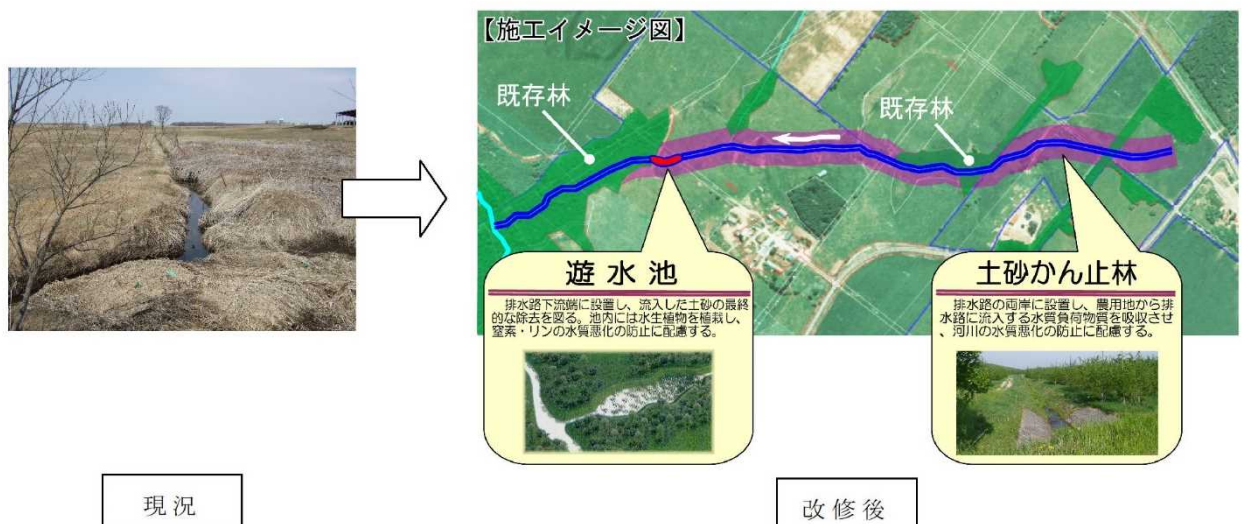 【施工イメージ図】
既存林
既存林
遊水池
排水路下流端に設置し、流入した土砂の最終
的な除去を図る。池内には水生植物を植栽し、
窒素・リンの水質悪化の防止に配慮する。
土砂かん止林
排水路の両岸に設置し、農用地から排
水路に流入する水質負荷物質を吸収させ
、河川の水質悪化の防止に配慮する。
現況
改修後